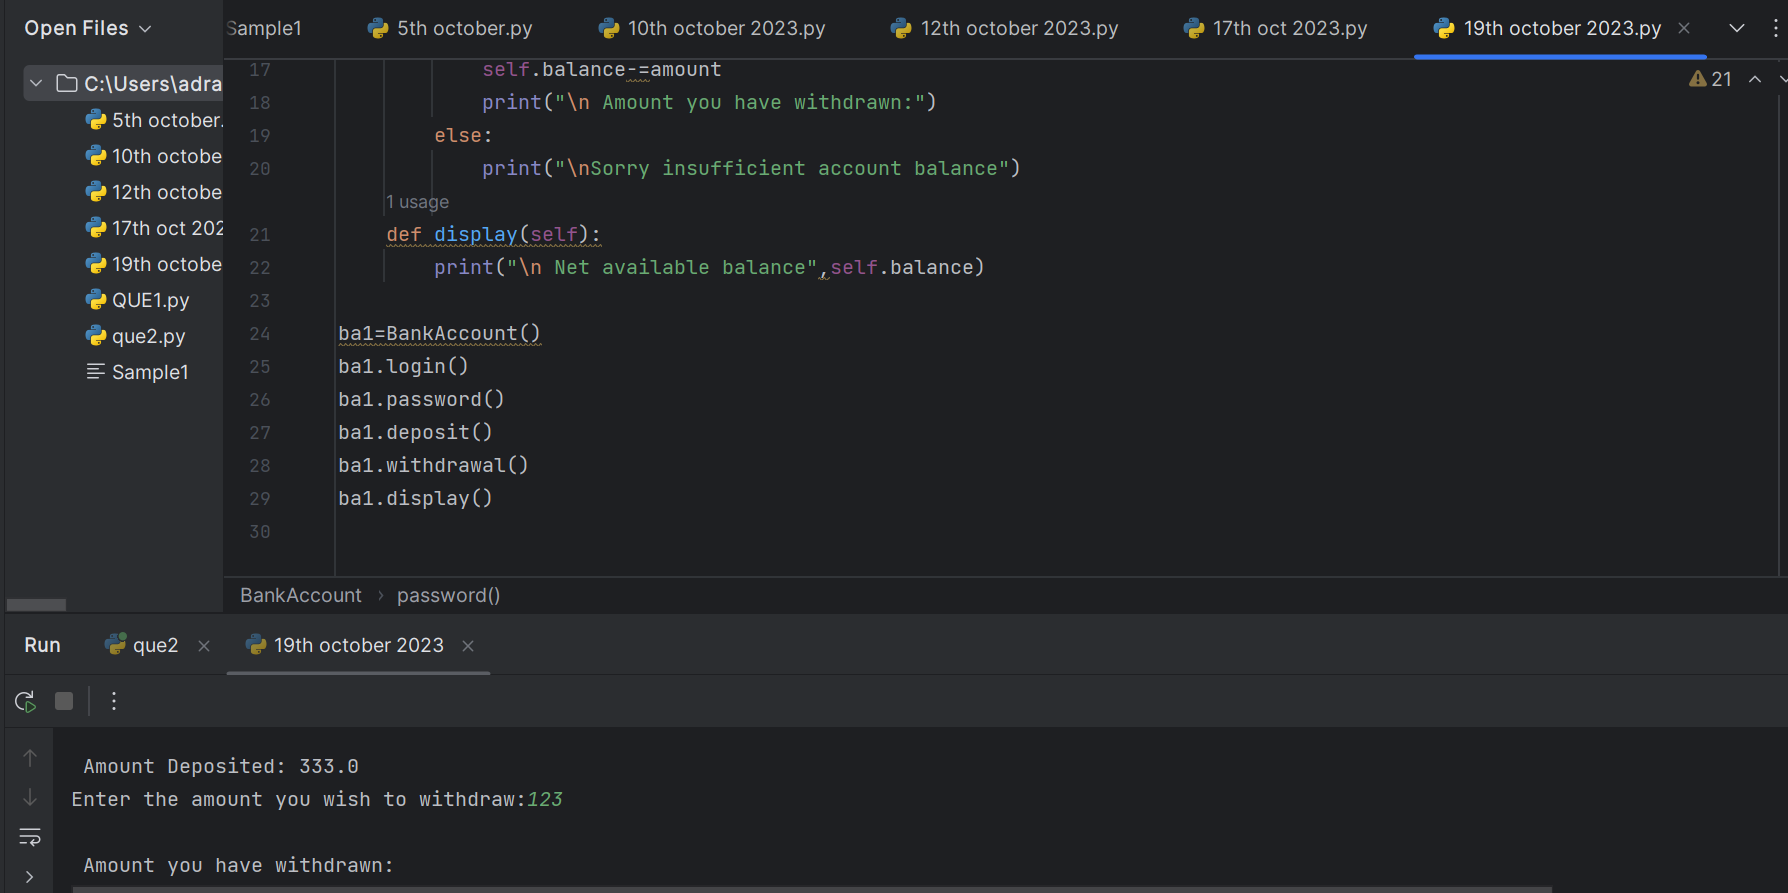 Open Files
Sample1
5th october.py
10th october 2023.py
12th october 2023.py
17th oct 2023.py
19th october 2023.py
C:\Users\adra
5th october.
10th octobe
12th octobe
17th oct 202
19th octobe
QUE1.py
que2.py
Sample1
21
17 self.balance-=amount
18 print("\n Amount you have withdrawn:")
19 else:
20 print("\nSorry insufficient account balance")
1 usage
21 def display(self):
22 print("\n Net available balance",self.balance)
23
24 ba1=BankAccount()
25 ba1.login()
26 ba1.password()
27 ba1.deposit()
28 ba1.withdrawal()
29 ba1.display()
30
BankAccount > password()
Run
que2
19th october 2023
Amount Deposited: 333.0
Enter the amount you wish to withdraw:123
Amount you have withdrawn: